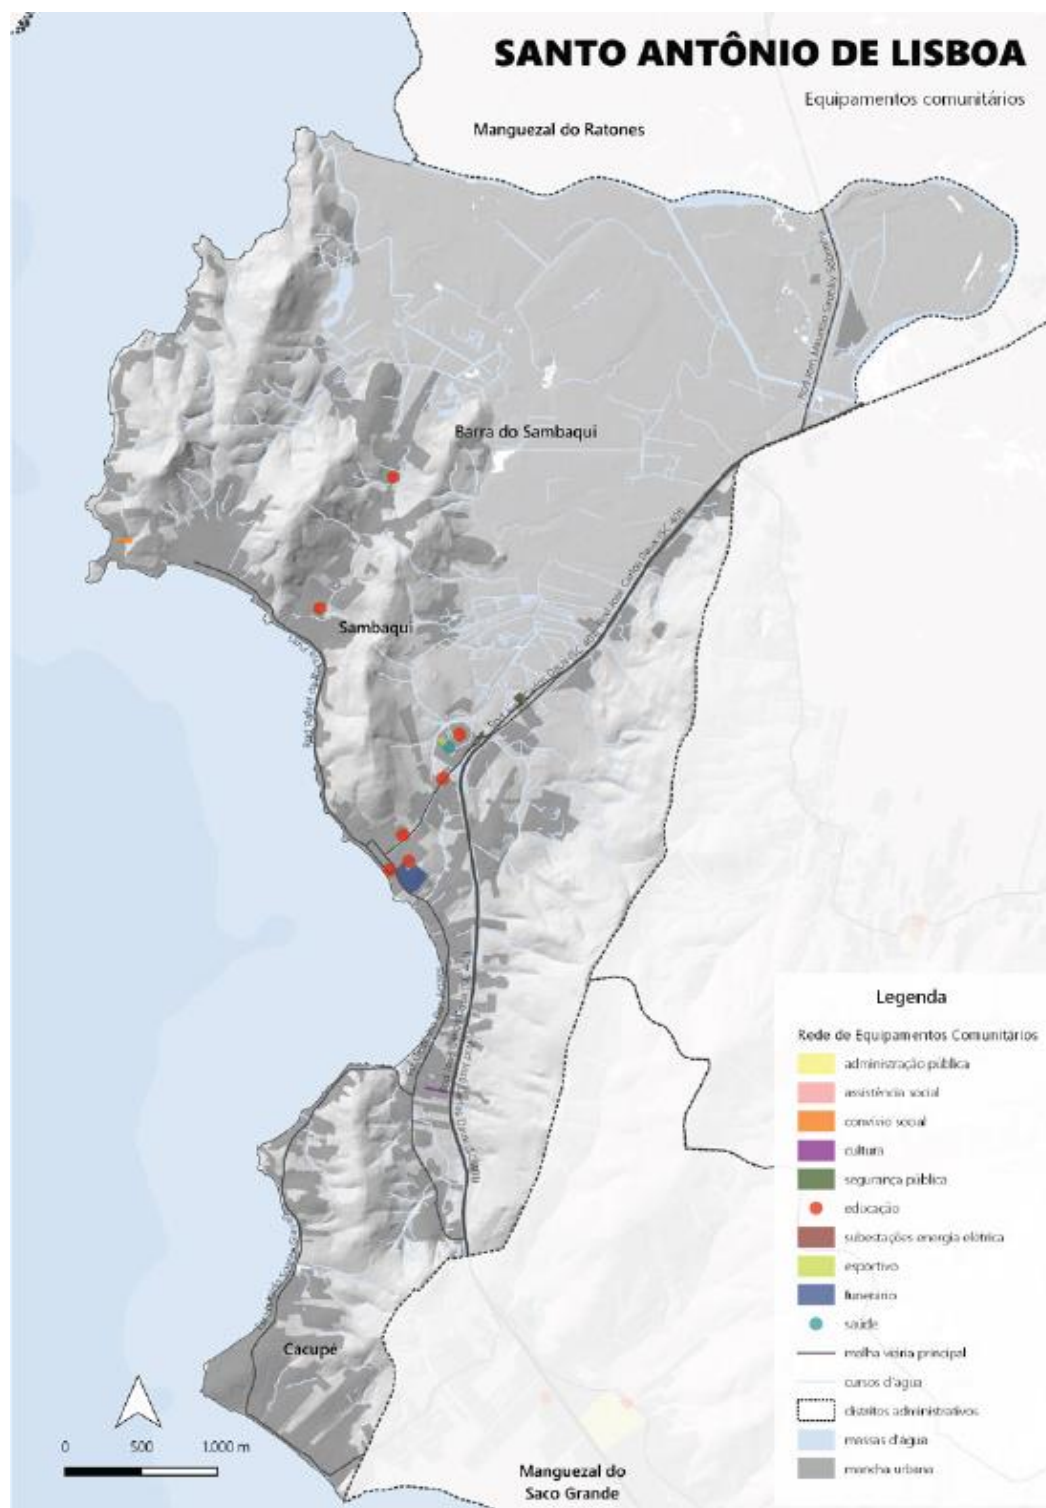 SANTO ANTÔNIO DE LISBOA
Equipamentos comunitários
Manguezal do Ratones
Barra do Sambaqui
Sambaqui
Cacupé
Manguezal do
Saco Grande
Legenda
Rede de Equipamentos Comunitários
administração pública
assistência social
convívio social
cultura
segurança pública
educação
subestações energia elétrica
esportivo
funerário
saúde
malha viária principal
cursos d'água
distritos administrativos
massas d'água
mancha urbana
0 500 1.000 m